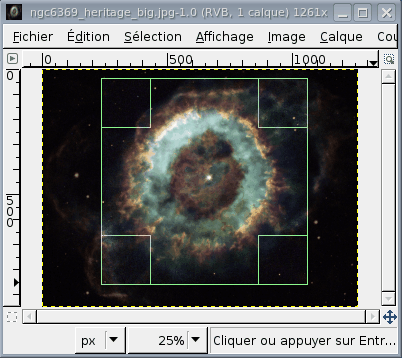 ngc6369_heritage_big.jpg-1.0 (RVB, 1 calque) 1261x
Fichier Édition Sélection Affichage Image Calque Cou
0 500 1000
0
500
px 25% Cliquer ou appuyer sur Entr...